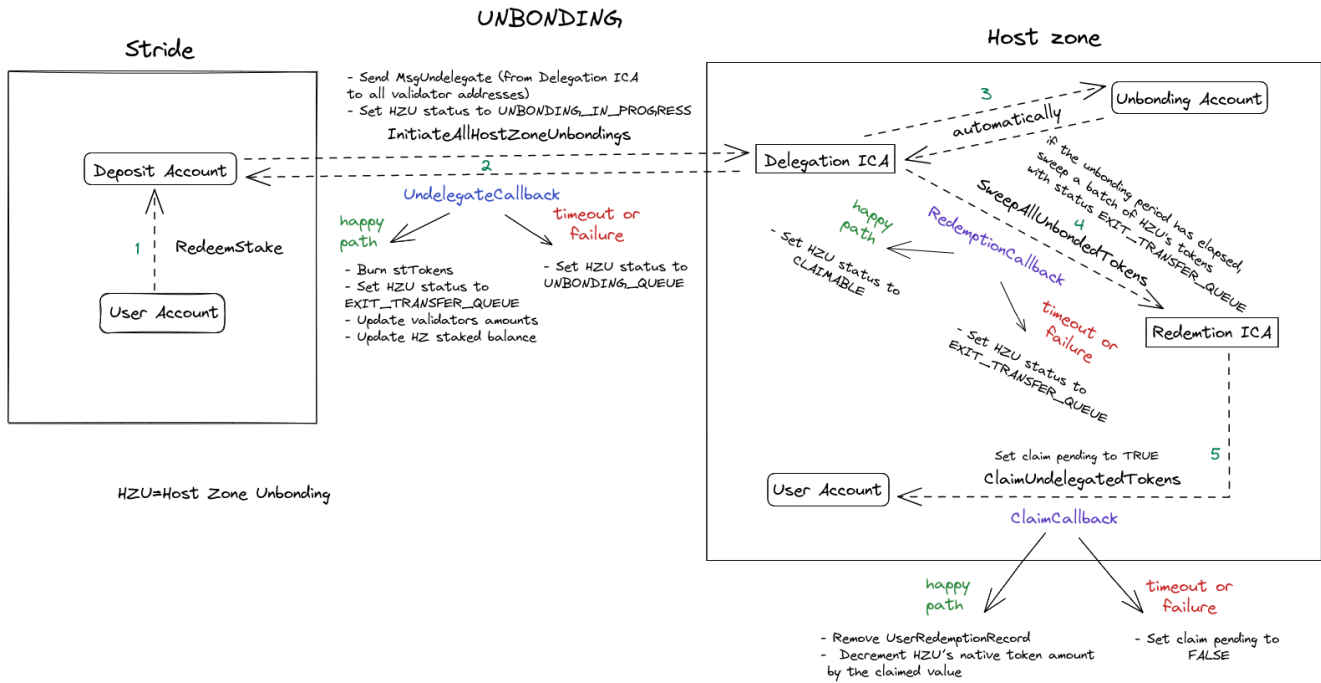 UNBONDING
Stride
Host zone
- Send MsgUndelegate (from Delegation ICA
to all validator addresses)
- Set HZU status to UNBONDING_IN_PROGRESS
InitiateAllHostZoneUnbondings
2
Deposit Account
1
RedeemStake
User Account
UndelegateCallback
happy
path
timeout or
failure
- Burn stTokens
- Set HZU status to
EXIT_TRANSFER_QUEUE
- Update validators amounts
- Update HZ staked balance
- Set HZU status to
UNBONDING_QUEUE
HZU=Host Zone Unbonding
Delegation ICA
3
automatically
Unbonding Account
if the unbonding period has elapsed,
sweep a batch of HZU's tokens
with status EXIT_TRANSFER_QUEUE
4
SweepAllUnbondedTokens
RedemptionCallback
happy
path
- Set HZU status to
CLAIMABLE
timeout or
failure
- Set HZU status to
EXIT_TRANSFER_QUEUE
Redemtion ICA
5
Set claim pending to TRUE
ClaimUndelegatedTokens
User Account
ClaimCallback
happy
path
timeout or
failure
- Remove UserRedemptionRecord
- Decrement HZU's native token amount
by the claimed value
- Set claim pending to
FALSE